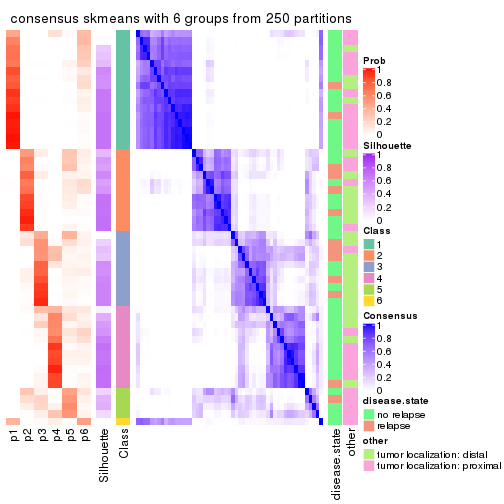 consensus skmeans with 6 groups from 250 partitions
Prob
1
0.8
0.6
0.4
0.2
0
Silhouette
1
0.8
0.6
0.4
0.2
0
Class
1
2
3
4
5
6
Consensus
1
0.8
0.6
0.4
0.2
0
disease.state
no relapse
relapse
other
tumor localization: distal
tumor localization: proximal
p1
p2
p3
p4
p5
p6
Silhouette
Class
disease.state
other